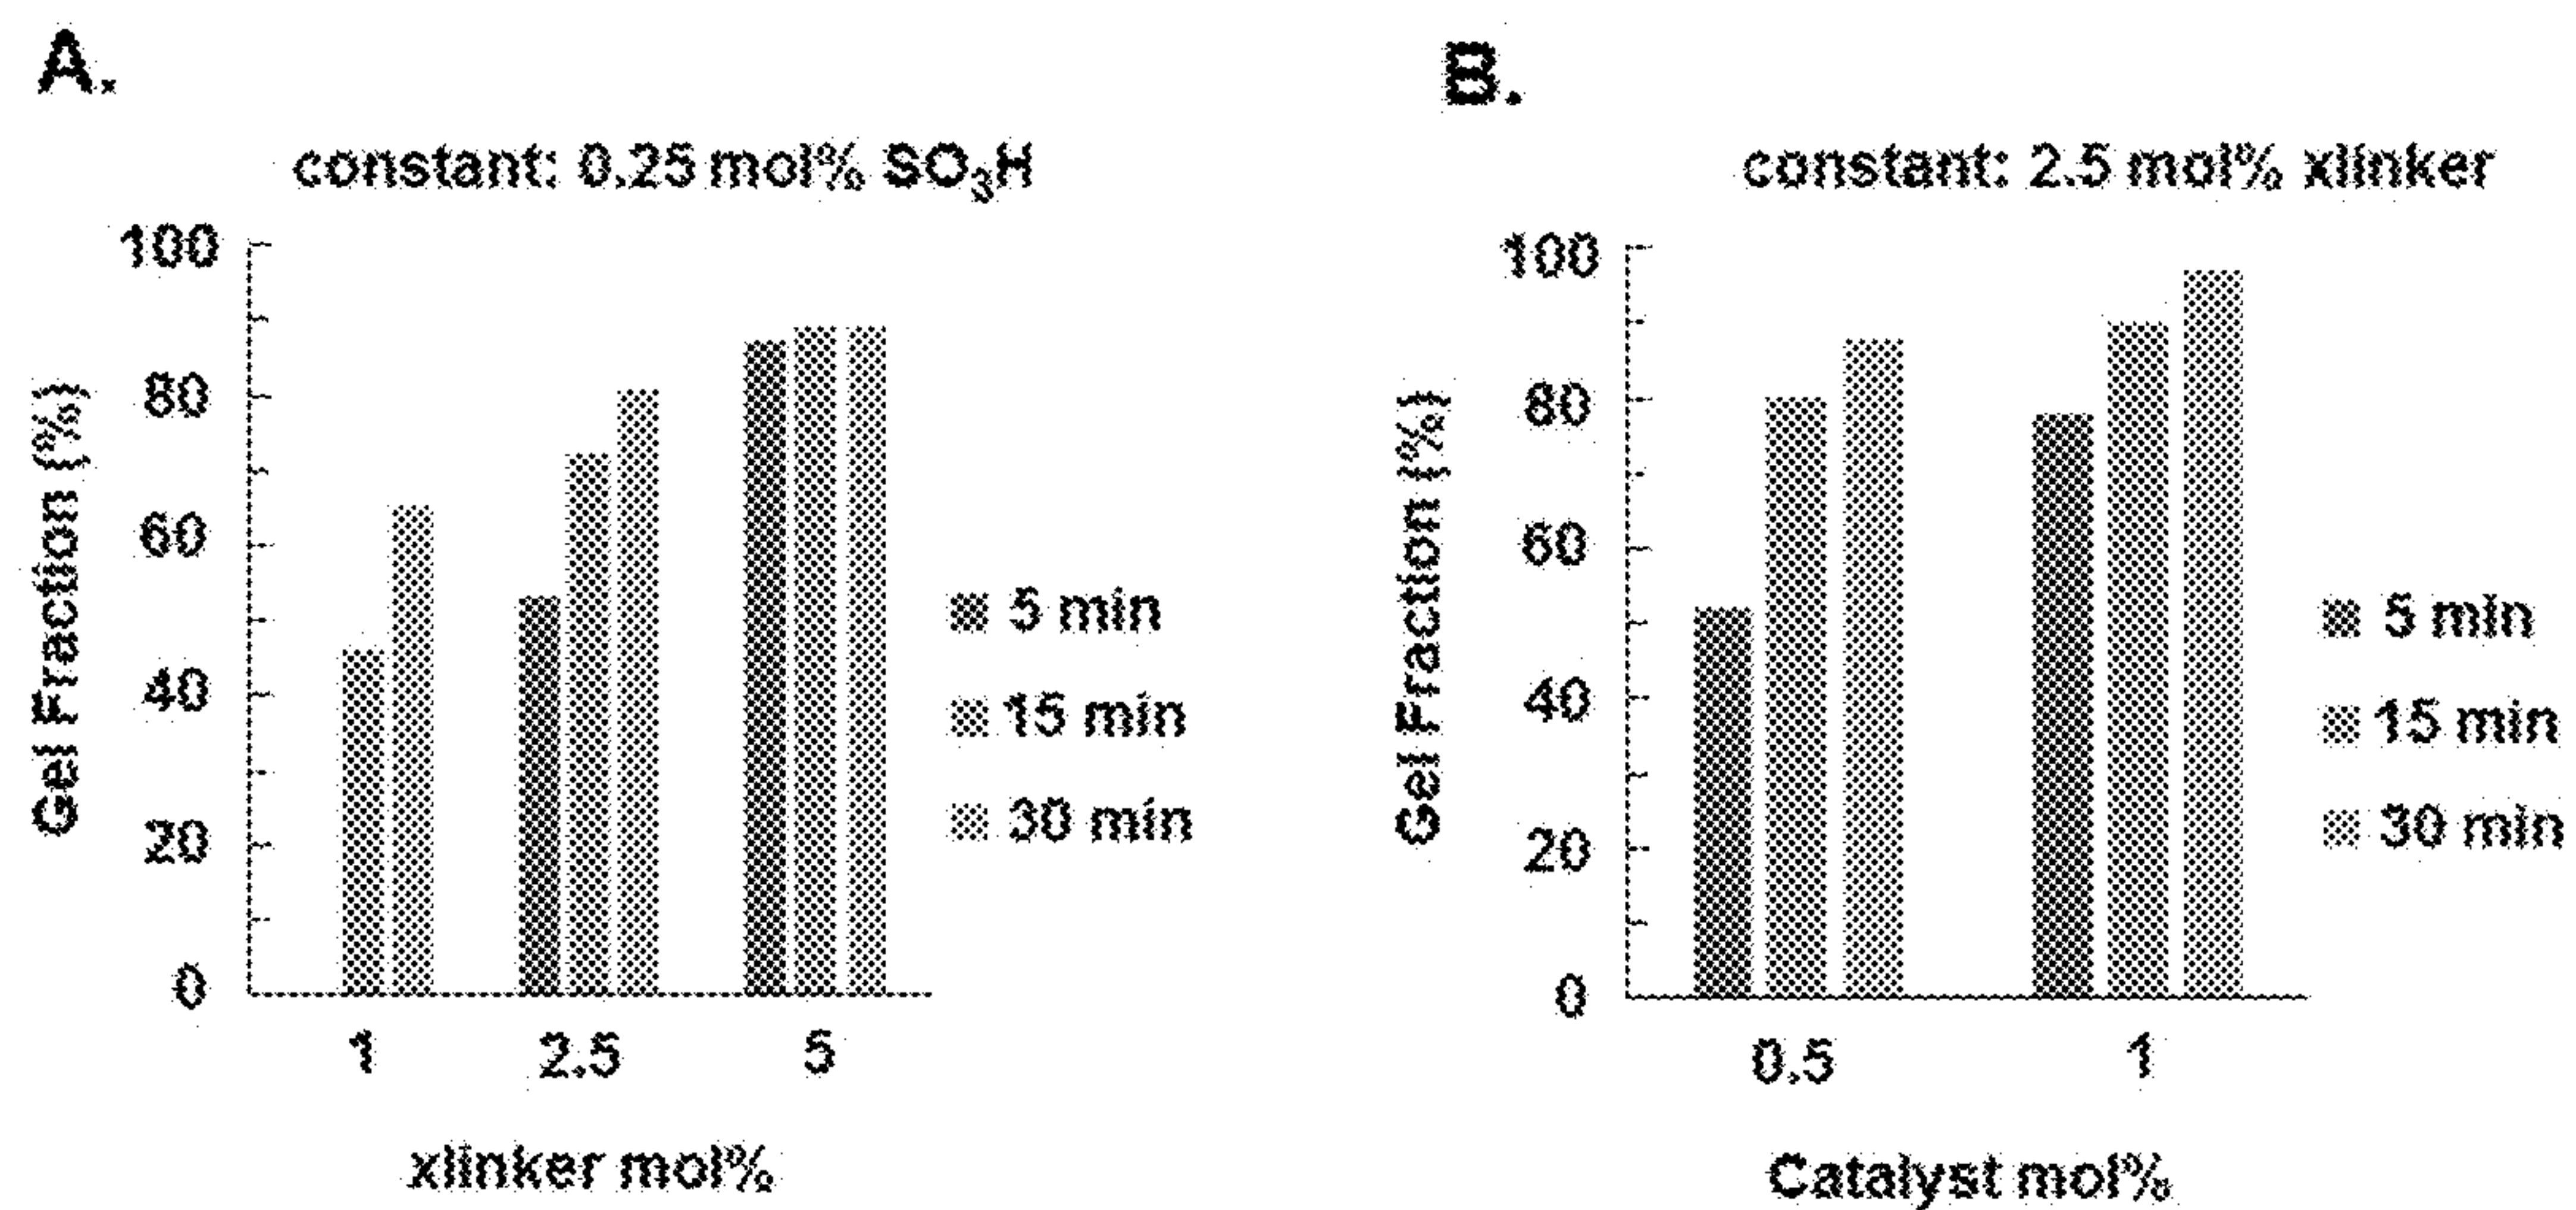 A.
constant: 0.25 mol% SO₃H
Gel Fraction (%)
100
80
60
40
20
0
1 2.5 5
xlinker mol%
5 min
15 min
30 min
B.
constant: 2.5 mol% xlinker
Gel Fraction (%)
100
80
60
40
20
0
0.5 1
Catalyst mol%
5 min
15 min
30 min